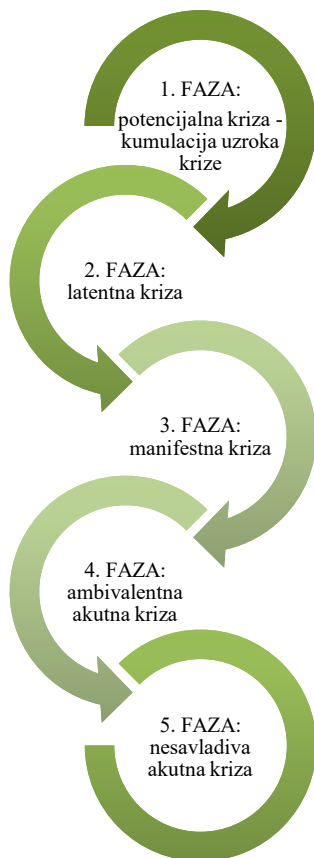 1. FAZA:
potencijalna kriza -
kumulacija uzroka
krize
2. FAZA:
latentna kriza
3. FAZA:
manifestna kriza
4. FAZA:
ambivalentna
akutna kriza
5. FAZA:
nesavladiva
akutna kriza